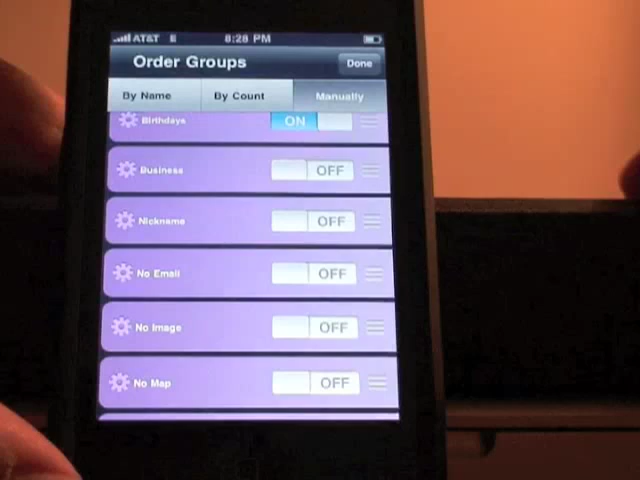 AT&T E 8:28 PM
Order Groups Done
By Name By Count Manually
Birthdays ON
Business OFF
Nickname OFF
No Email OFF
No Image OFF
No Map OFF